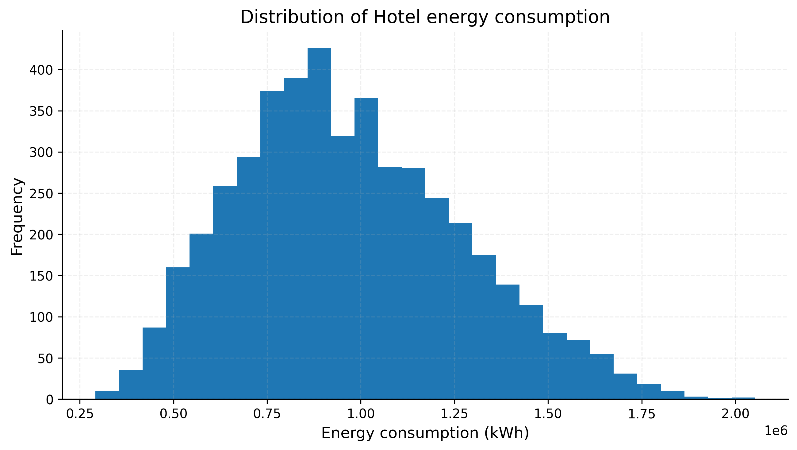 Distribution of Hotel energy consumption
Frequency
400
350
300
250
200
150
100
50
0
0.25 0.50 0.75 1.00 1.25 1.50 1.75 2.00
1e6
Energy consumption (kWh)